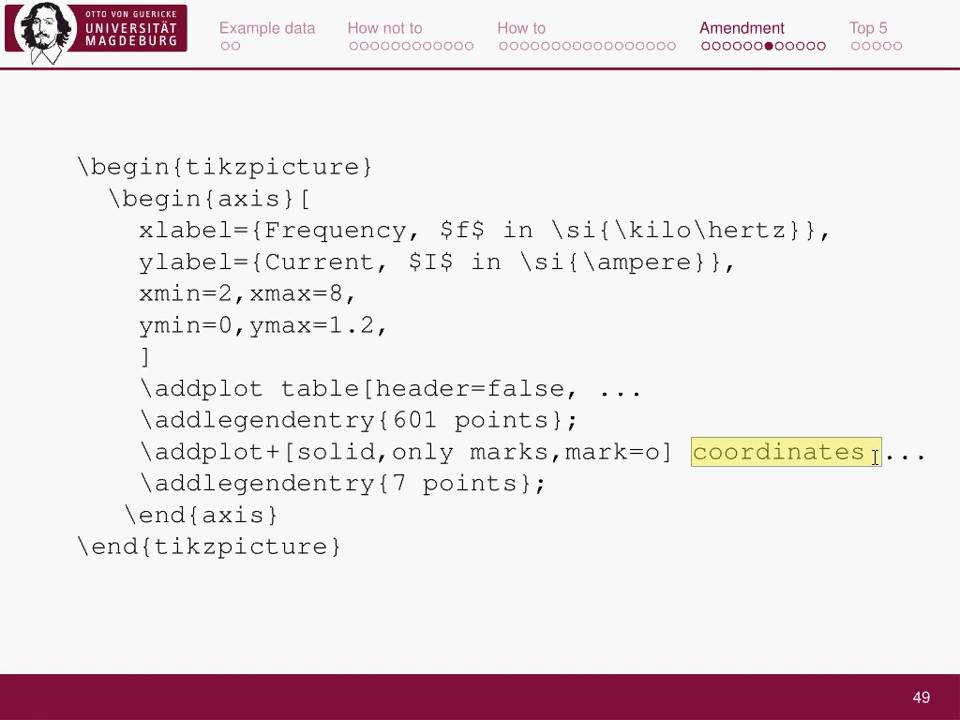 OTTO VON GUERICKE
UNIVERSITÄT
MAGDEBURG
Example data
How not to
How to
Amendment
Top 5
\begin{tikzpicture}
\begin{axis}[
xlabel={Frequency, $f$ in \si{\kilo\hertz}},
ylabel={Current, $I$ in \si{\ampere}},
xmin=2,xmax=8,
ymin=0,ymax=1.2,
]
\addplot table[header=false, ...
\addlegendentry{601 points};
\addplot+[solid,only marks,mark=o] coordinates ...
\addlegendentry{7 points};
\end{axis}
\end{tikzpicture}
49